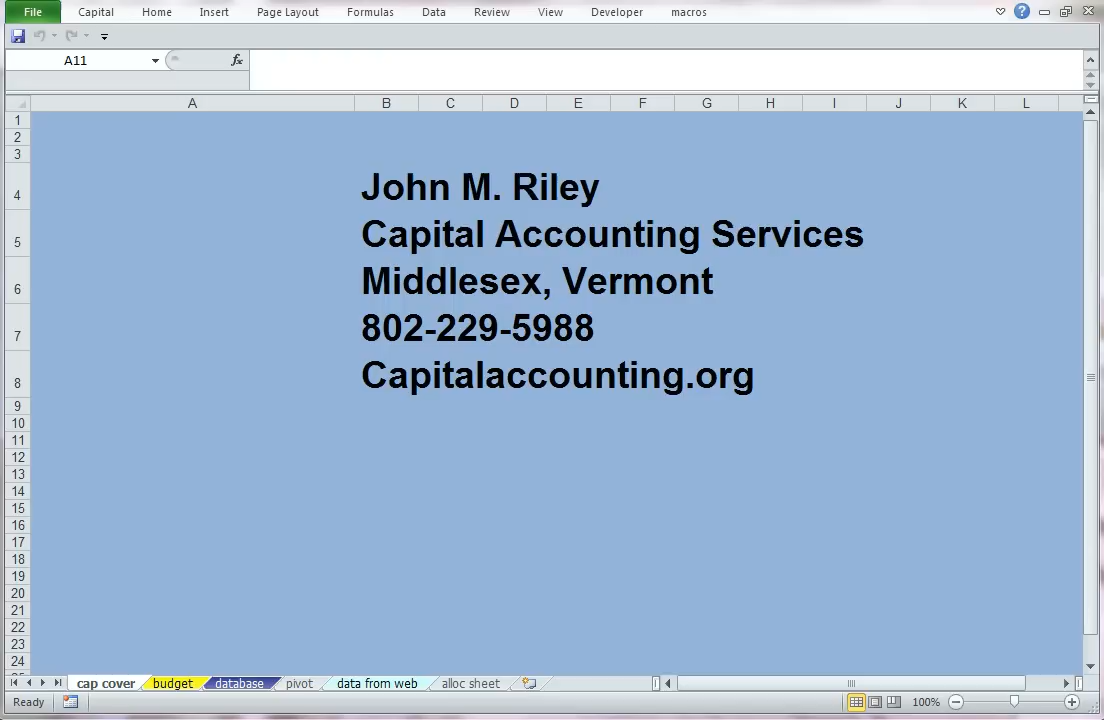 File Capital Home Insert Page Layout Formulas Data Review View Developer macros
A11 fx
A B C D E F G H I J K L
1
2
3
4 John M. Riley
5 Capital Accounting Services
6 Middlesex, Vermont
7 802-229-5988
8 Capitalaccounting.org
9
10
11
12
13
14
15
16
17
18
19
20
21
22
23
24
cap cover budget database pivot data from web alloc sheet
Ready 100%